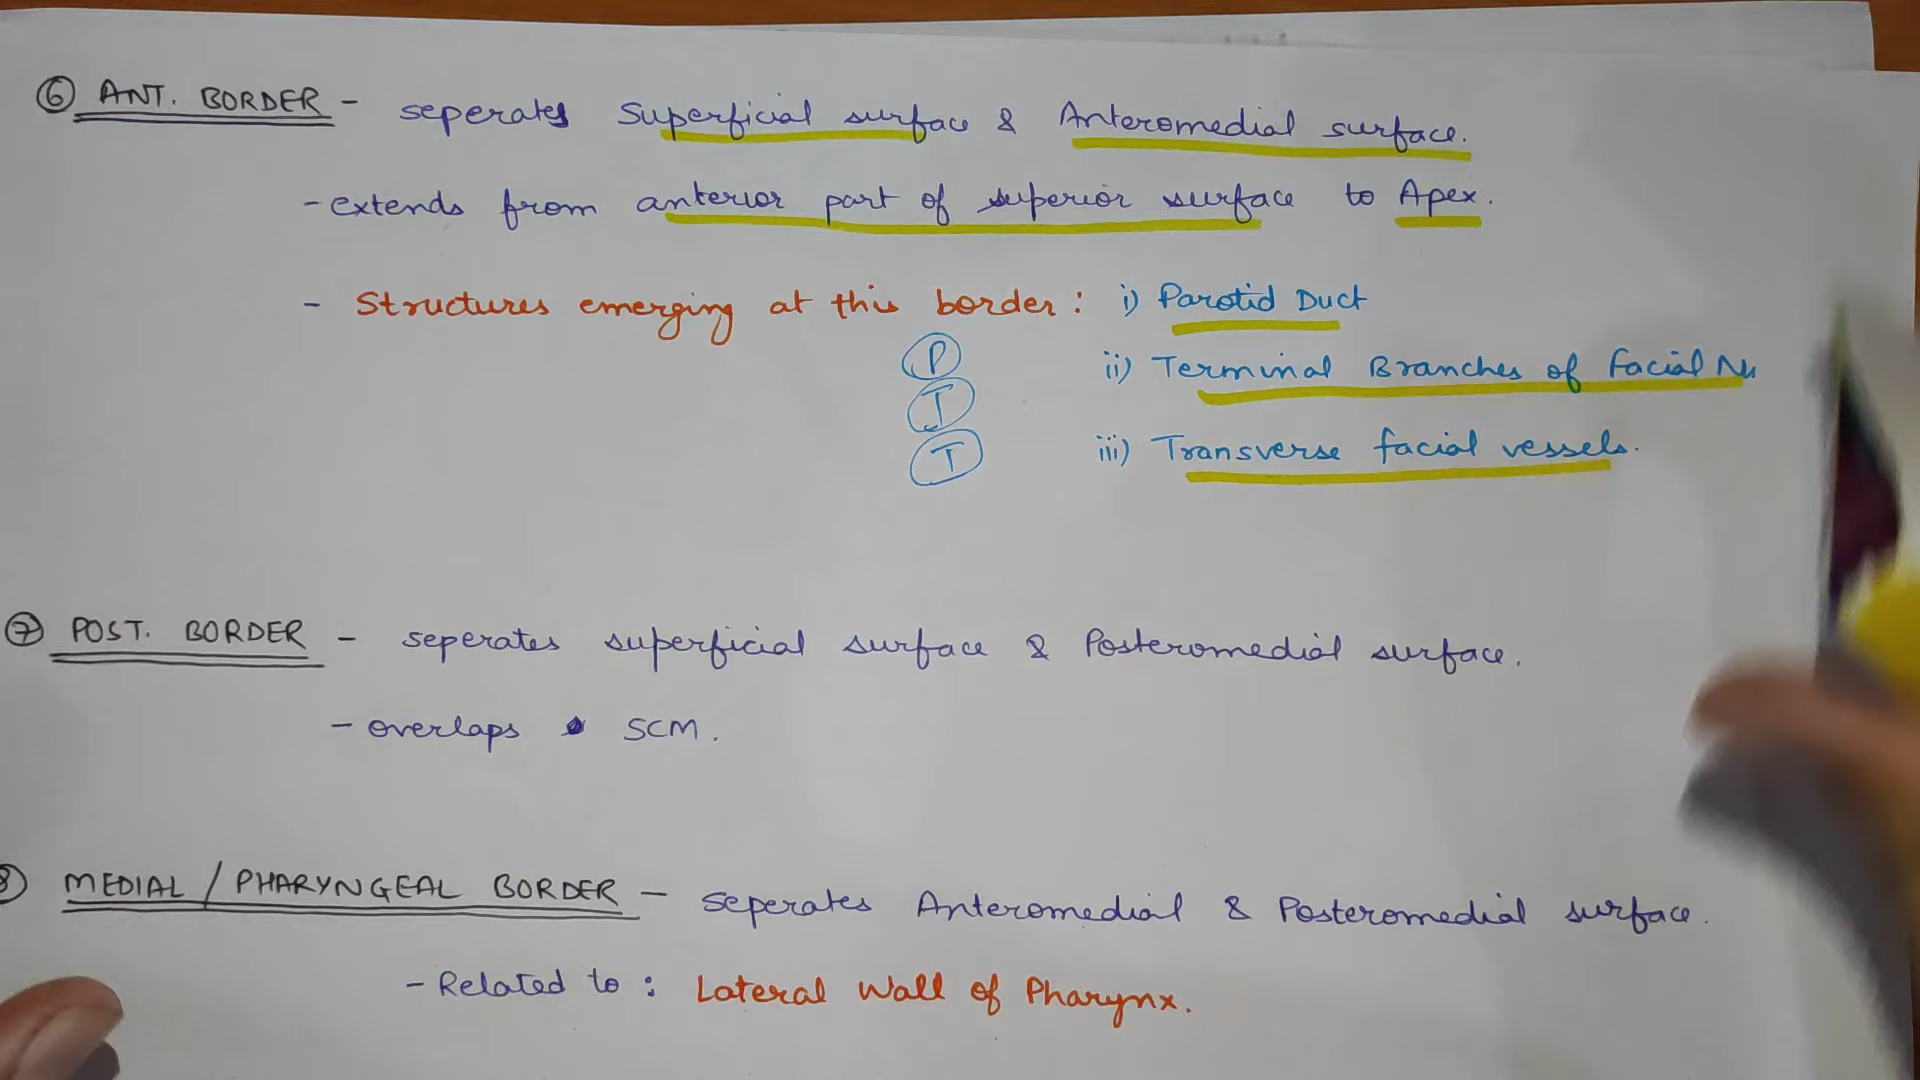 ⑥ ANT. BORDER - seperates Superficial surface & Anteromedial surface.
- extends from anterior part of superior surface to Apex.
- Structures emerging at this border: i) Parotid Duct
P ii) Terminal Branches of Facial Nv
T
T iii) Transverse facial vessels.
⑦ POST. BORDER - seperates superficial surface & Posteromedial surface.
- overlaps SCM.
⑧ MEDIAL / PHARYNGEAL BORDER - seperates Anteromedial & Posteromedial surface.
- Related to : Lateral Wall of Pharynx.